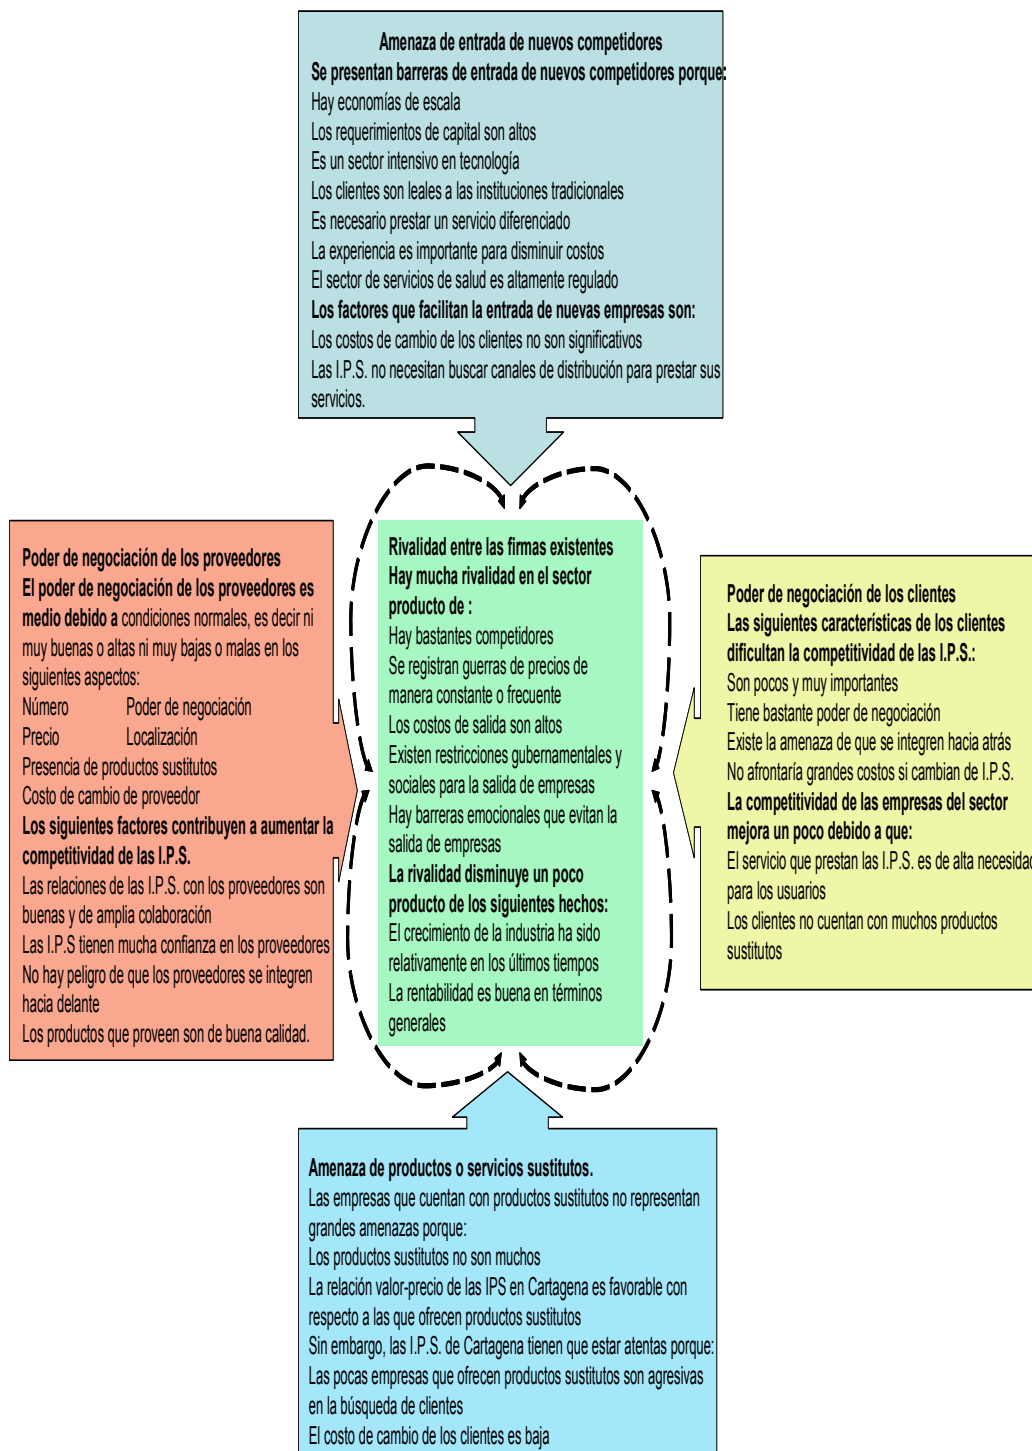 Amenaza de entrada de nuevos competidores
Se presentan barreras de entrada de nuevos competidores porque:
Hay economías de escala
Los requerimientos de capital son altos
Es un sector intensivo en tecnología
Los clientes son leales a las instituciones tradicionales
Es necesario prestar un servicio diferenciado
La experiencia es importante para disminuir costos
El sector de servicios de salud es altamente regulado
Los factores que facilitan la entrada de nuevas empresas son:
Los costos de cambio de los clientes no son significativos
Las I.P.S. no necesitan buscar canales de distribución para prestar sus
servicios.
Poder de negociación de los proveedores
El poder de negociación de los proveedores es
medio debido a condiciones normales, es decir ni
muy buenas o altas ni muy bajas o malas en los
siguientes aspectos:
Número Poder de negociación
Precio Localización
Presencia de productos sustitutos
Costo de cambio de proveedor
Los siguientes factores contribuyen a aumentar la
competitividad de las I.P.S.
Las relaciones de las I.P.S. con los proveedores son
buenas y de amplia colaboración
Las I.P.S tienen mucha confianza en los proveedores
No hay peligro de que los proveedores se integren
hacia delante
Los productos que proveen son de buena calidad.
Rivalidad entre las firmas existentes
Hay mucha rivalidad en el sector
producto de :
Hay bastantes competidores
Se registran guerras de precios de
manera constante o frecuente
Los costos de salida son altos
Existen restricciones gubernamentales y
sociales para la salida de empresas
Hay barreras emocionales que evitan la
salida de empresas
La rivalidad disminuye un poco
producto de los siguientes hechos:
El crecimiento de la industria ha sido
relativamente en los últimos tiempos
La rentabilidad es buena en términos
generales
Poder de negociación de los clientes
Las siguientes características de los clientes
dificultan la competitividad de las I.P.S.:
Son pocos y muy importantes
Tiene bastante poder de negociación
Existe la amenaza de que se integren hacia atrás
No afrontaría grandes costos si cambian de I.P.S.
La competitividad de las empresas del sector
mejora un poco debido a que:
El servicio que prestan las I.P.S. es de alta necesidad
para los usuarios
Los clientes no cuentan con muchos productos
sustitutos
Amenaza de productos o servicios sustitutos.
Las empresas que cuentan con productos sustitutos no representan
grandes amenazas porque:
Los productos sustitutos no son muchos
La relación valor-precio de las IPS en Cartagena es favorable con
respecto a las que ofrecen productos sustitutos
Sin embargo, las I.P.S. de Cartagena tienen que estar atentas porque:
Las pocas empresas que ofrecen productos sustitutos son agresivas
en la búsqueda de clientes
El costo de cambio de los clientes es baja